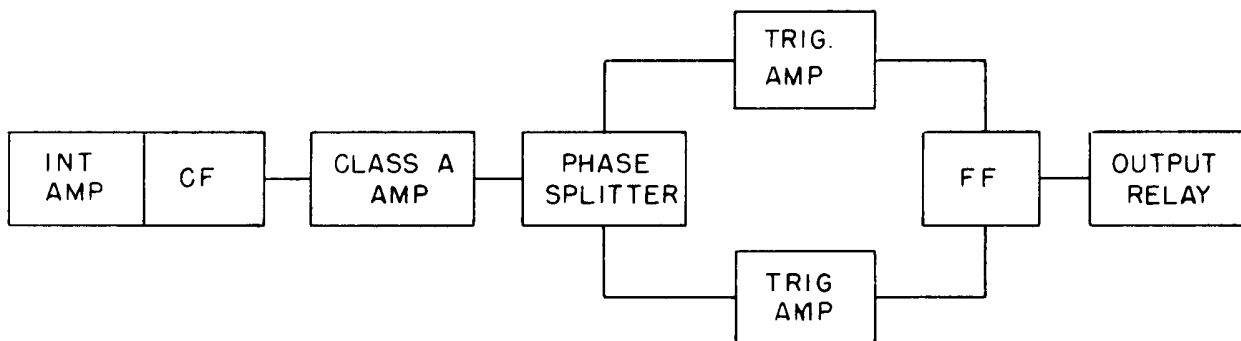 INT
AMP
CF
CLASS A
AMP
PHASE
SPLITTER
TRIG.
AMP
TRIG
AMP
FF
OUTPUT
RELAY